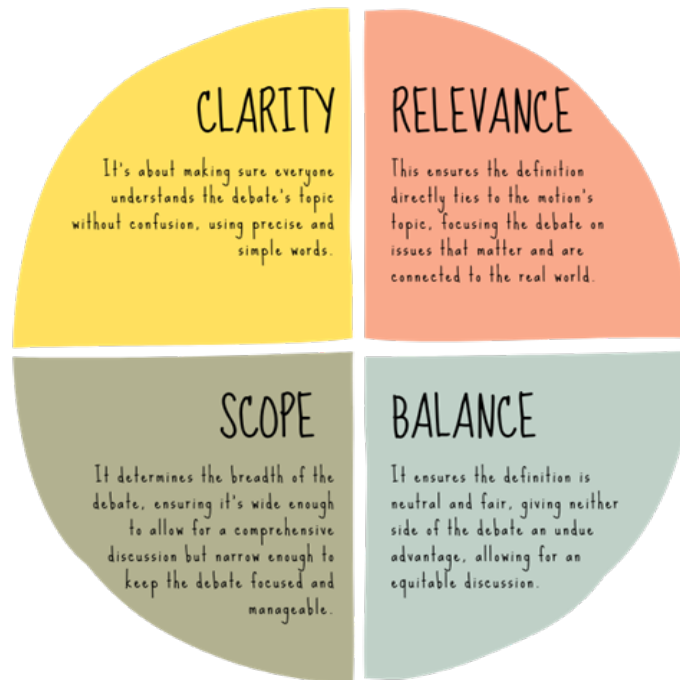 CLARITY
It's about making sure everyone
understands the debate's topic
without confusion, using precise and
simple words.
RELEVANCE
This ensures the definition
directly ties to the motion's
topic, focusing the debate on
issues that matter and are
connected to the real world.
SCOPE
It determines the breadth of the
debate, ensuring it's wide enough
to allow for a comprehensive
discussion but narrow enough to
keep the debate focused and
manageable.
BALANCE
It ensures the definition is
neutral and fair, giving neither
side of the debate an undue
advantage, allowing for an
equitable discussion.